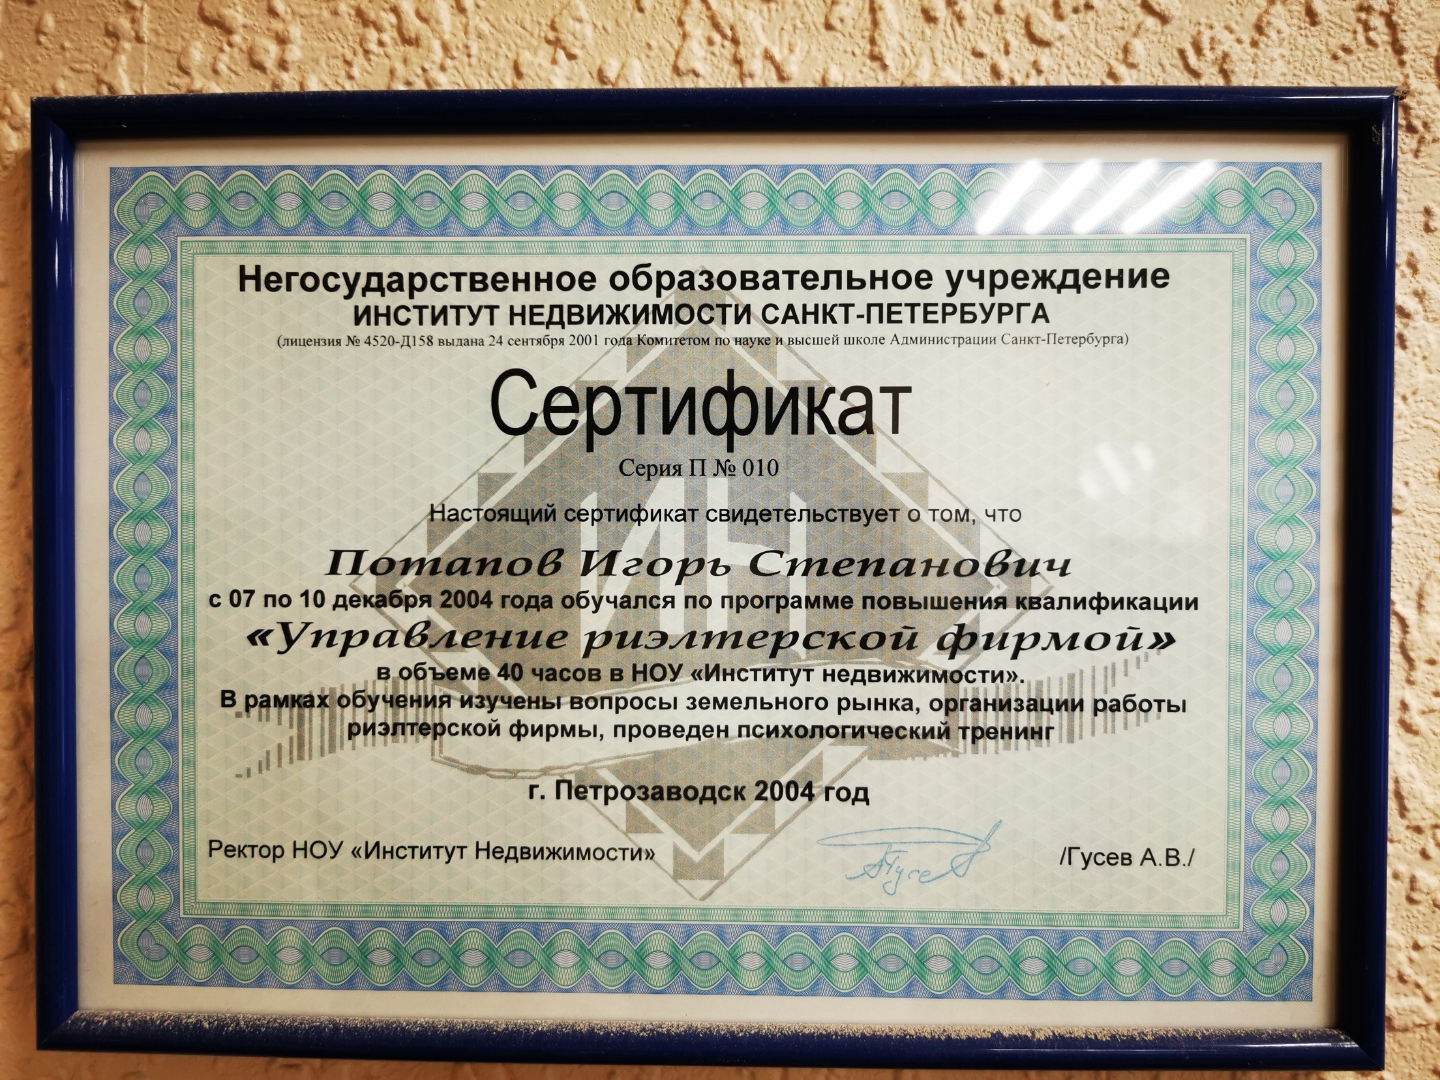 Негосударственное образовательное учреждение
ИНСТИТУТ НЕДВИЖИМОСТИ САНКТ-ПЕТЕРБУРГА
(лицензия № 4520-Д158 выдана 24 сентября 2001 года Комитетом по науке и высшей школе Администрации Санкт-Петербурга)
Сертификат
Серия П № 010
Настоящий сертификат свидетельствует о том, что
Потапов Игорь Степанович
с 07 по 10 декабря 2004 года обучался по программе повышения квалификации
«Управление риэлтерской фирмой»
в объеме 40 часов в НОУ «Институт недвижимости».
В рамках обучения изучены вопросы земельного рынка, организации работы
риэлтерской фирмы, проведен психологический тренинг
г. Петрозаводск 2004 год
Ректор НОУ «Институт Недвижимости» /Гусев А.В./